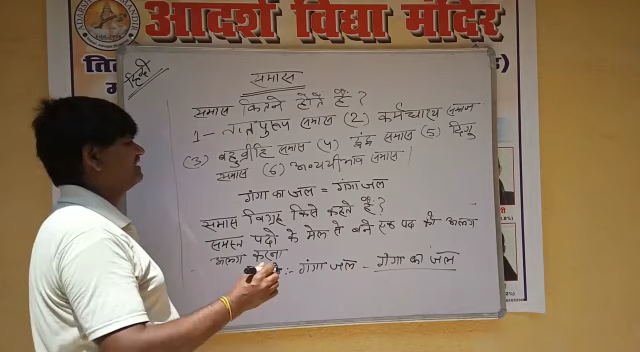 आदर्श विद्या मंदिर
हिन्दी
समास
समास कितने होते है ?
छः
1- तत्पुरूष समास (2) कर्मधारय समास
(3) बहुव्रीहि समास (4) द्वंद समास (5) द्विगु
समास (6) अव्ययीभाव समास
गंगा का जल = गंगा जल
समास विग्रह किसे कहते है ?
समस्त पदों के मेल से बने एक पद को अलग
अलग करना
:- गंगा जल - गंगा का जल